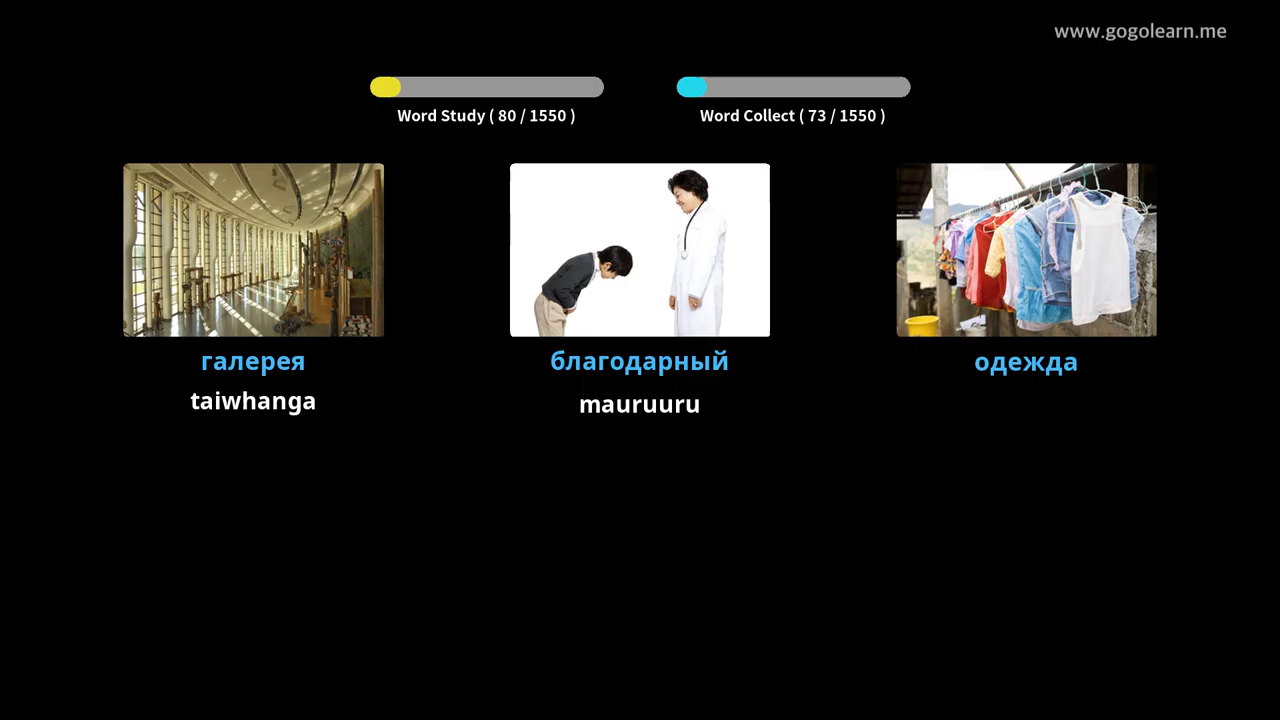 www.gogolearn.me
Word Study ( 80 / 1550 )
Word Collect ( 73 / 1550 )
галерея
благодарный
одежда
taiwhanga
mauruuru